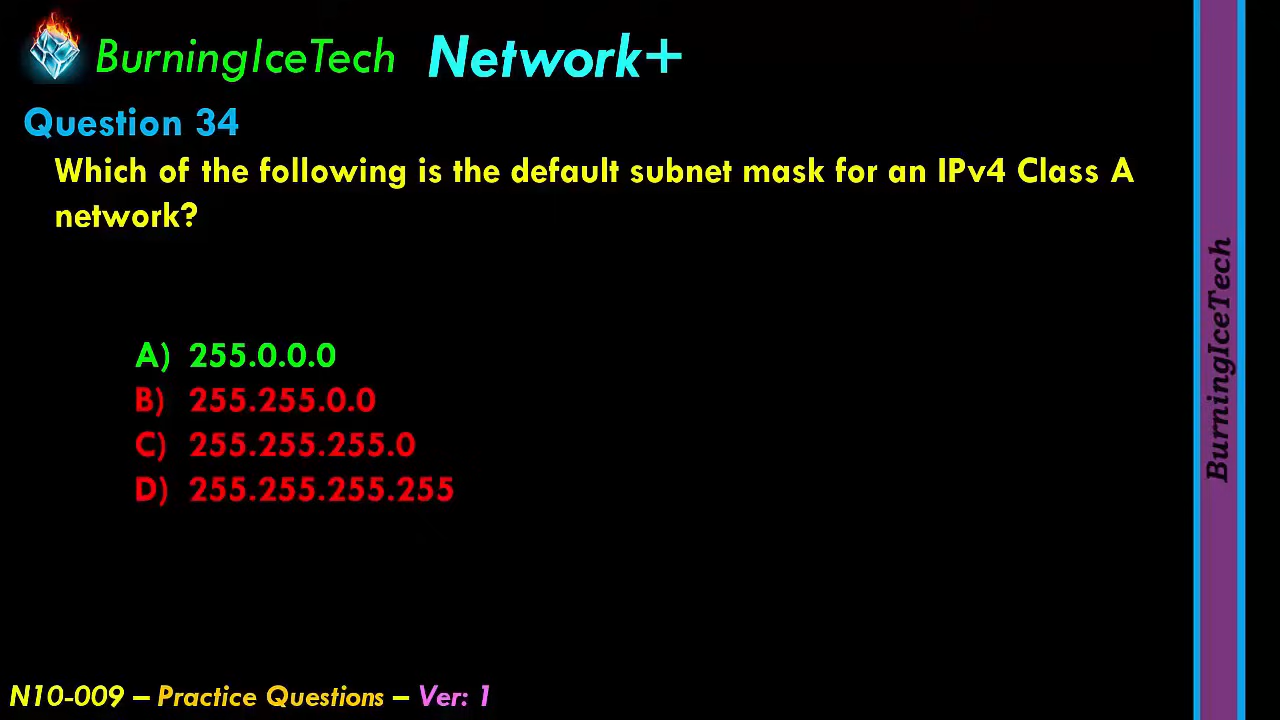 BurningIceTech Network+
Question 34
Which of the following is the default subnet mask for an IPv4 Class A
network?
A) 255.0.0.0
B) 255.255.0.0
C) 255.255.255.0
D) 255.255.255.255
N10-009 – Practice Questions – Ver: 1
BurningIceTech